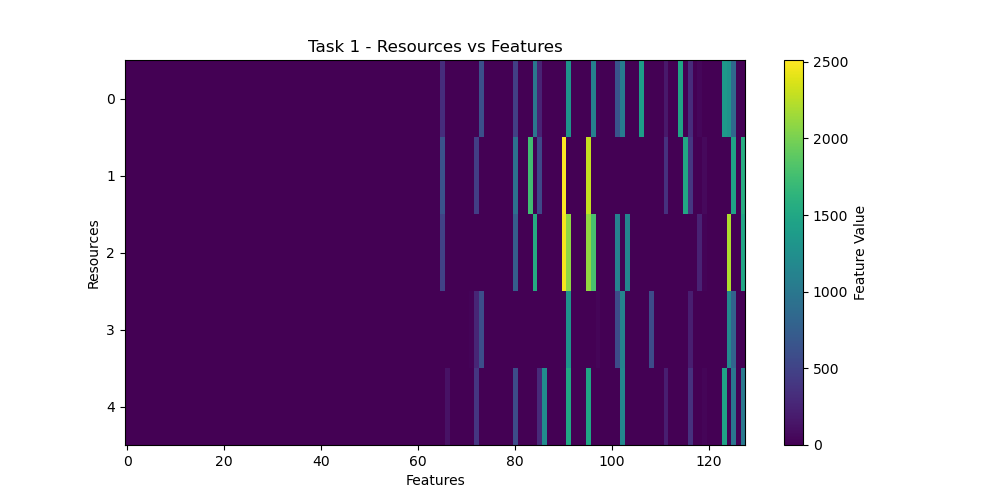 Task 1 - Resources vs Features
Resources
0
1
2
3
4
0 20 40 60 80 100 120
Features
2500
2000
1500
1000
500
0
Feature Value